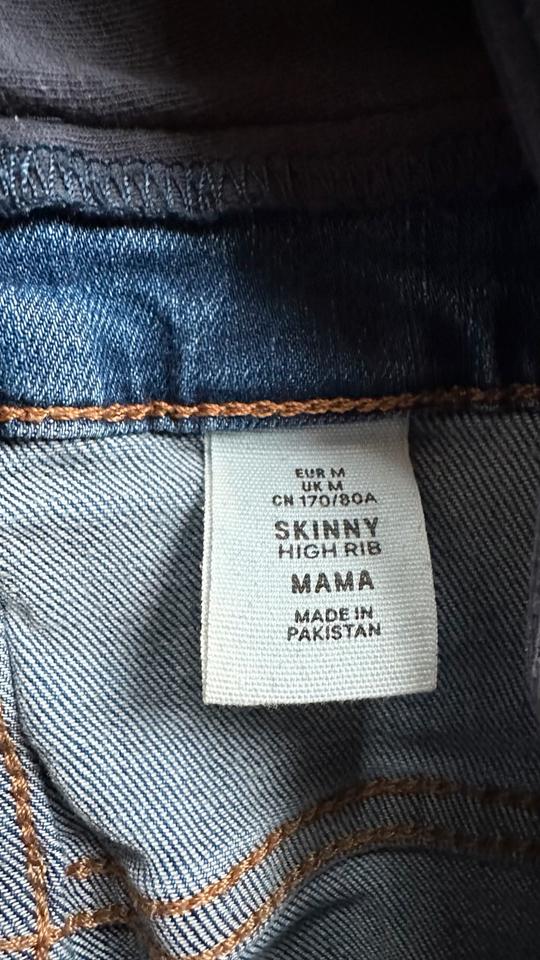 EUR M
UK M
CN 170/80A
SKINNY
HIGH RIB
MAMA
MADE IN
PAKISTAN